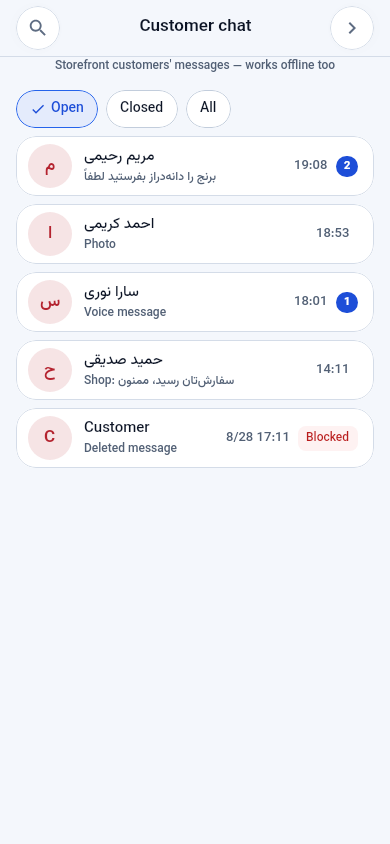 Customer chat
Storefront customers' messages — works offline too
Open
Closed
All
م
مریم رحیمی
برنج را دانه‌دراز بفرستید لطفاً
19:08
2
ا
احمد کریمی
Photo
18:53
س
سارا نوری
Voice message
18:01
1
ح
حمید صدیقی
Shop: سفارش‌تان رسید، ممنون
14:11
C
Customer
Deleted message
8/28 17:11
Blocked